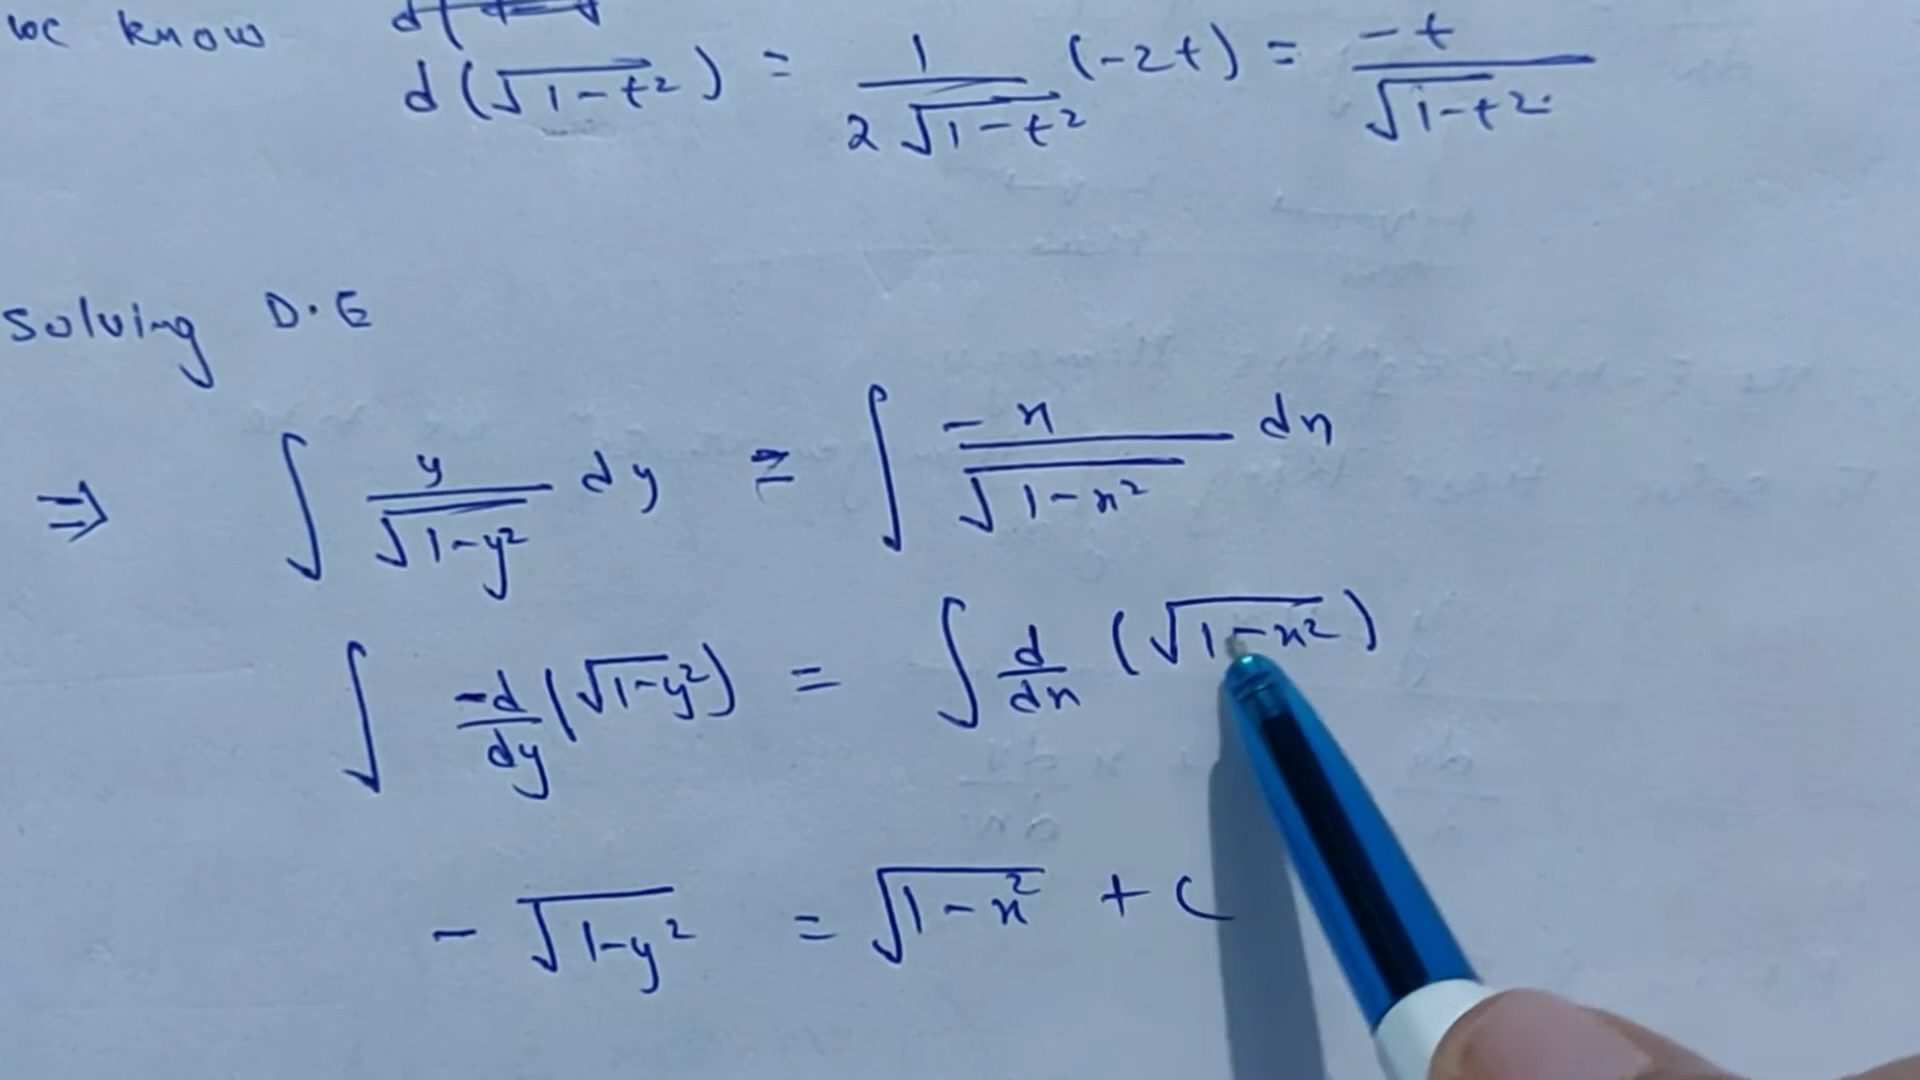 we know
d(√1-t²) = 1/(2√1-t²) (-2t) = -t/√1-t²
Solving D.E
⇒ ∫ y/√1-y² dy = ∫ -x/√1-x² dx
∫ -d/dy (√1-y²) = ∫ d/dx (√1-x²)
- √1-y² = √1-x² + C